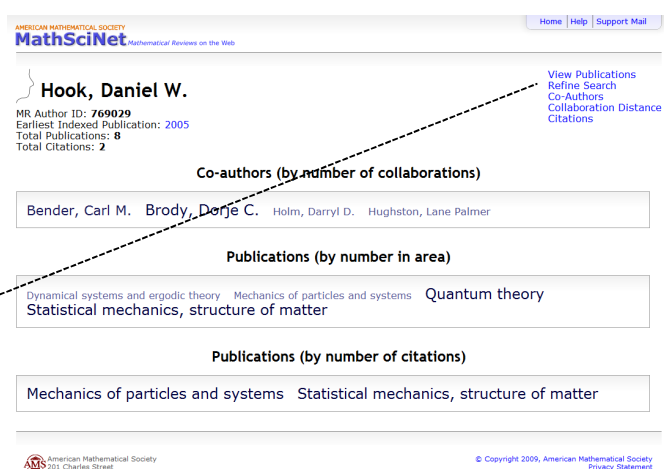 AMERICAN MATHEMATICAL SOCIETY
MathSciNet Mathematical Reviews on the Web
Home Help Support Mail
Hook, Daniel W.
MR Author ID: 769029
Earliest Indexed Publication: 2005
Total Publications: 8
Total Citations: 2
View Publications
Refine Search
Co-Authors
Collaboration Distance
Citations
Co-authors (by number of collaborations)
Bender, Carl M. Brody, Dorje C. Holm, Darryl D. Hughston, Lane Palmer
Publications (by number in area)
Dynamical systems and ergodic theory Mechanics of particles and systems Quantum theory
Statistical mechanics, structure of matter
Publications (by number of citations)
Mechanics of particles and systems Statistical mechanics, structure of matter
AMS American Mathematical Society
201 Charles Street
© Copyright 2009, American Mathematical Society
Privacy Statement